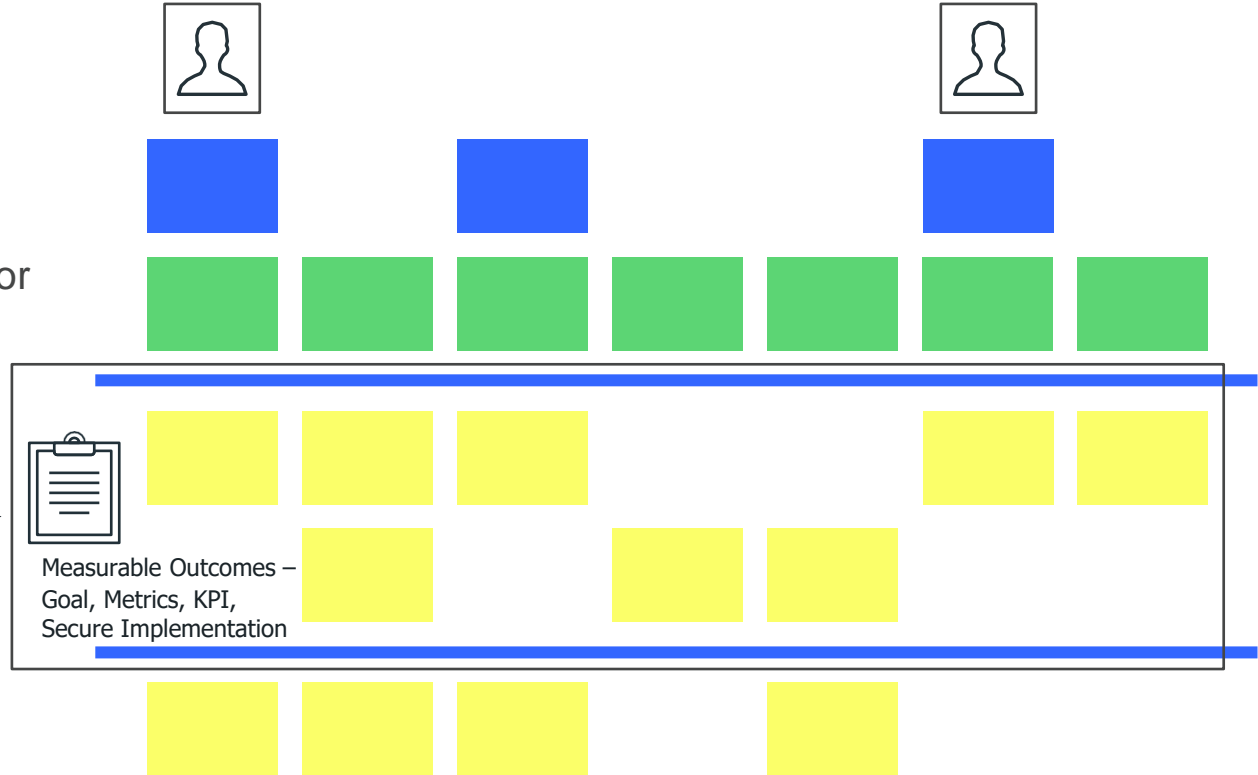 or
Measurable Outcomes –
Goal, Metrics, KPI,
Secure Implementation